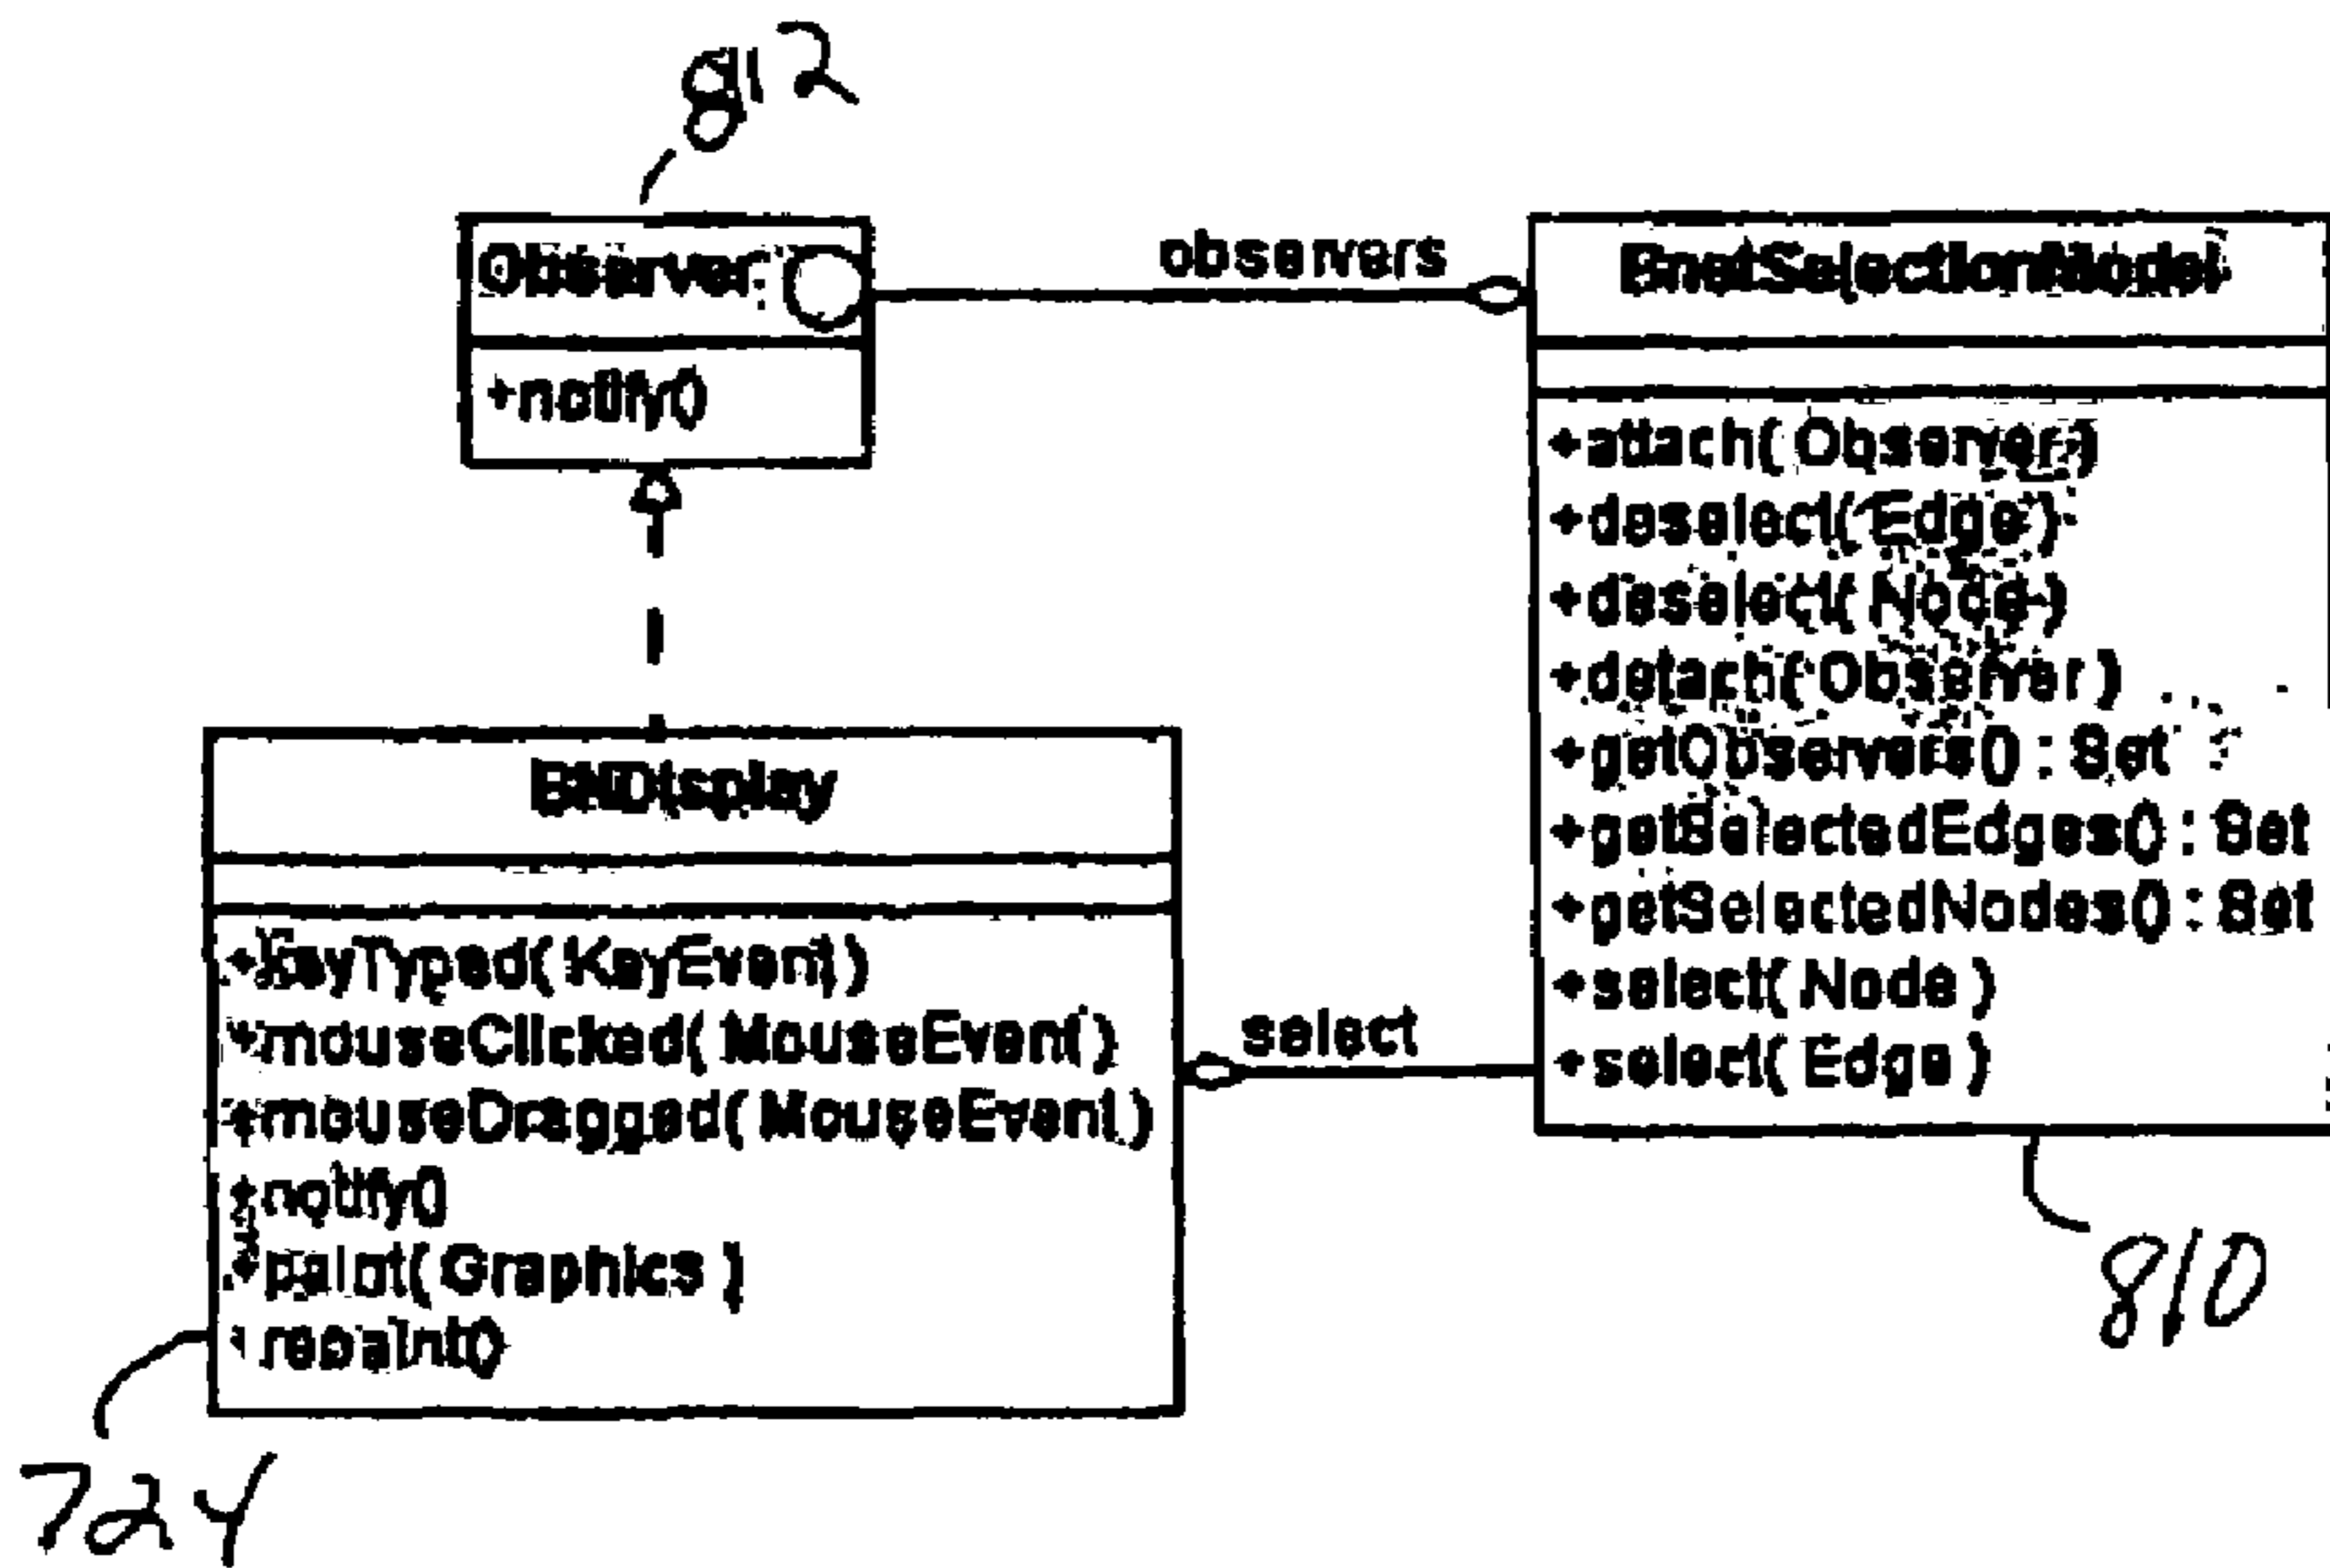 812
Observer
+notify()
observers
BnetSelectionModel
+attach( Observer )
+deselect( Edge )
+deselect( Node )
+detach( Observer )
+getObservers() : Set
+getSelectedEdges() : Set
+getSelectedNodes() : Set
+select( Node )
+select( Edge )
810
select
BNDisplay
+keyTyped( KeyEvent )
+mouseClicked( MouseEvent )
+mouseDragged( MouseEvent )
+notify()
+paint( Graphics )
+repaint()
724